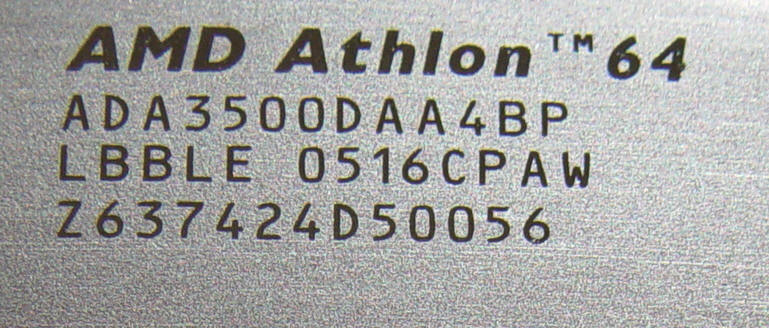 AMD Athlon™64
ADA3500DAA4BP
LBBLE 0516CPAW
Z637424D50056